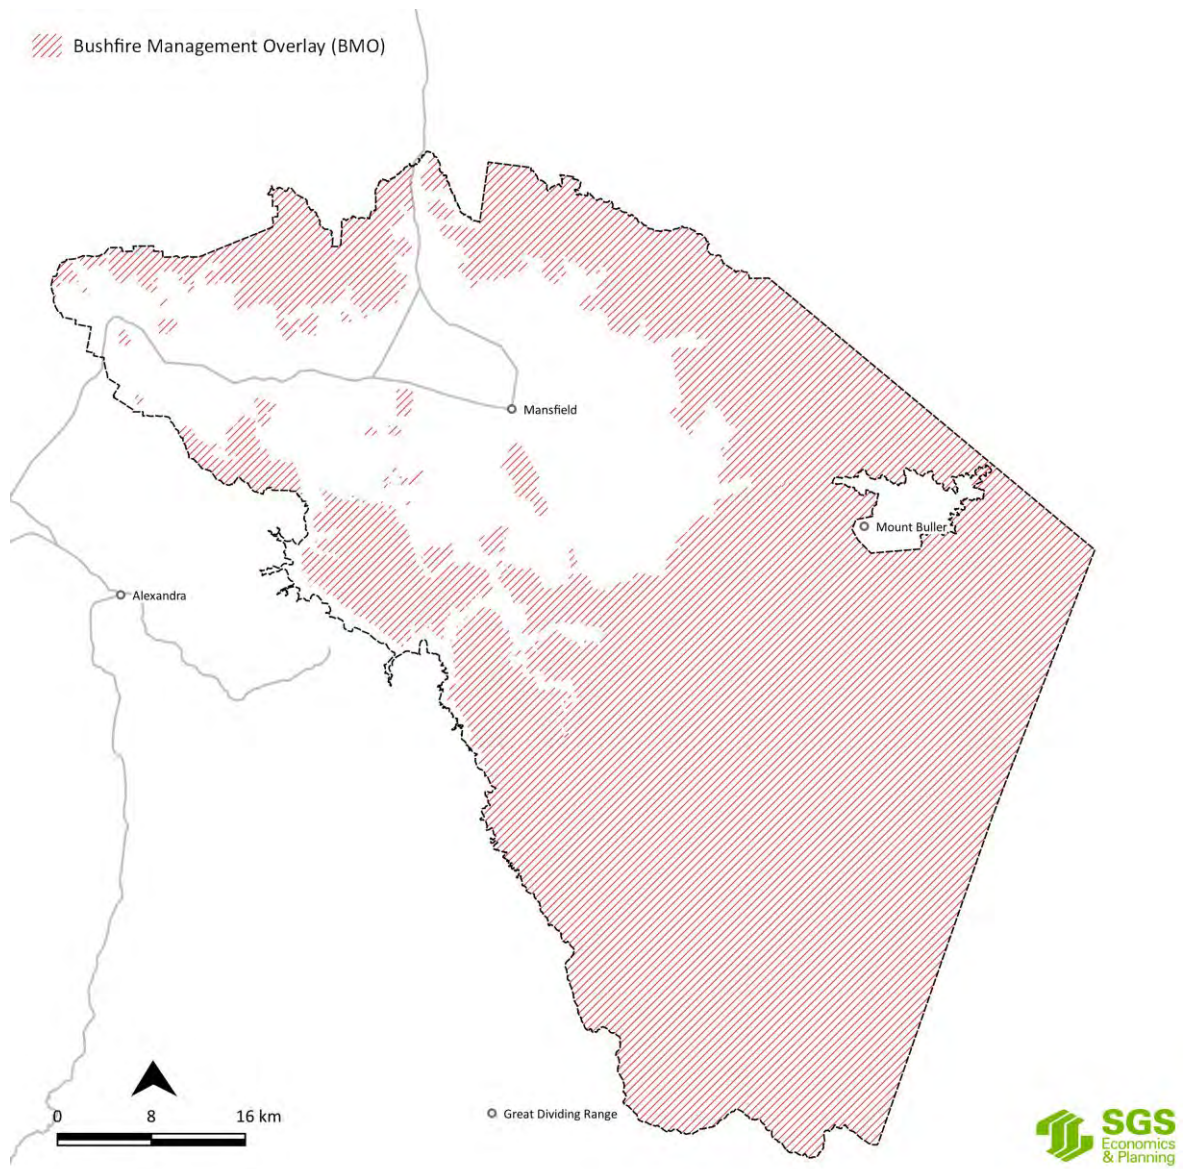 Bushfire Management Overlay (BMO)
Mansfield
Mount Buller
Alexandra
0 8 16 km
Great Dividing Range
SGS
Economics
& Planning